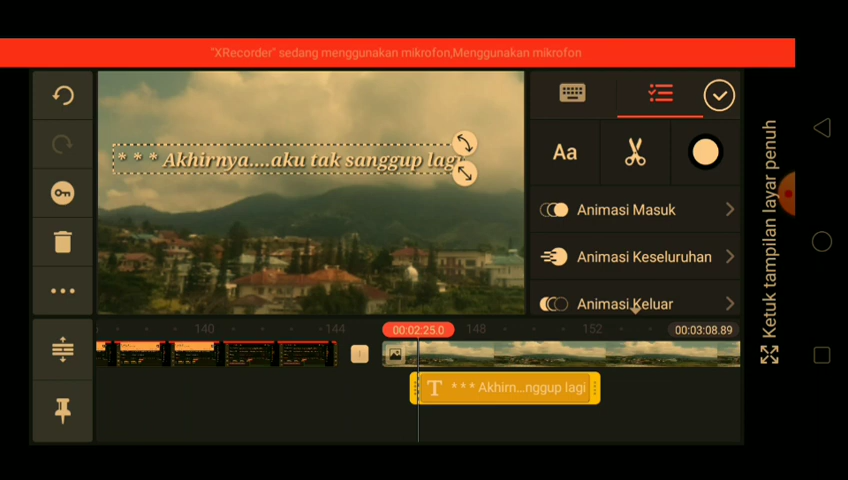 "XRecorder" sedang menggunakan mikrofon,Menggunakan mikrofon
* * * Akhirnya....aku tak sanggup lagi
Aa
Animasi Masuk
Animasi Keseluruhan
Animasi Keluar
Ketuk tampilan layar penuh
140
144
00:02:25.0
148
152
00:03:08.89
T * * * Akhirn...nggup lagi